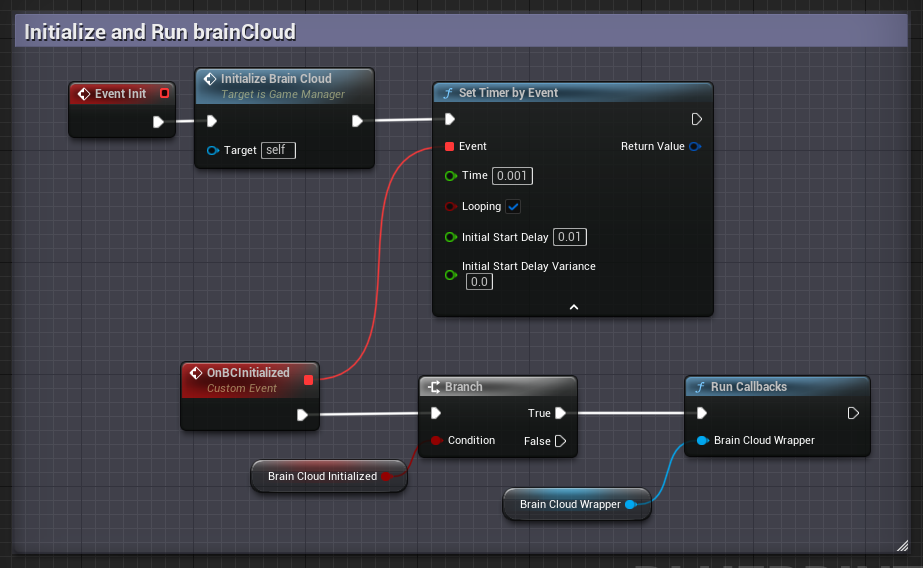 Initialize and Run brainCloud
Event Init
Initialize Brain Cloud
Target is Game Manager
Target self
f Set Timer by Event
Event
Return Value
Time 0.001
Looping
Initial Start Delay 0.01
Initial Start Delay Variance
0.0
OnBCInitialized
Custom Event
Branch
True
Condition
False
Brain Cloud Initialized
f Run Callbacks
Brain Cloud Wrapper
Brain Cloud Wrapper